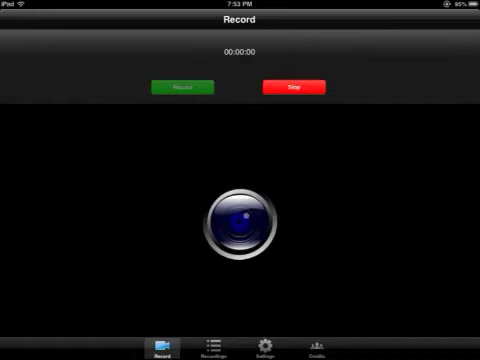 iPad 7:53 PM 95%
Record
00:00:00
Record Stop
Record Recordings Settings Credits